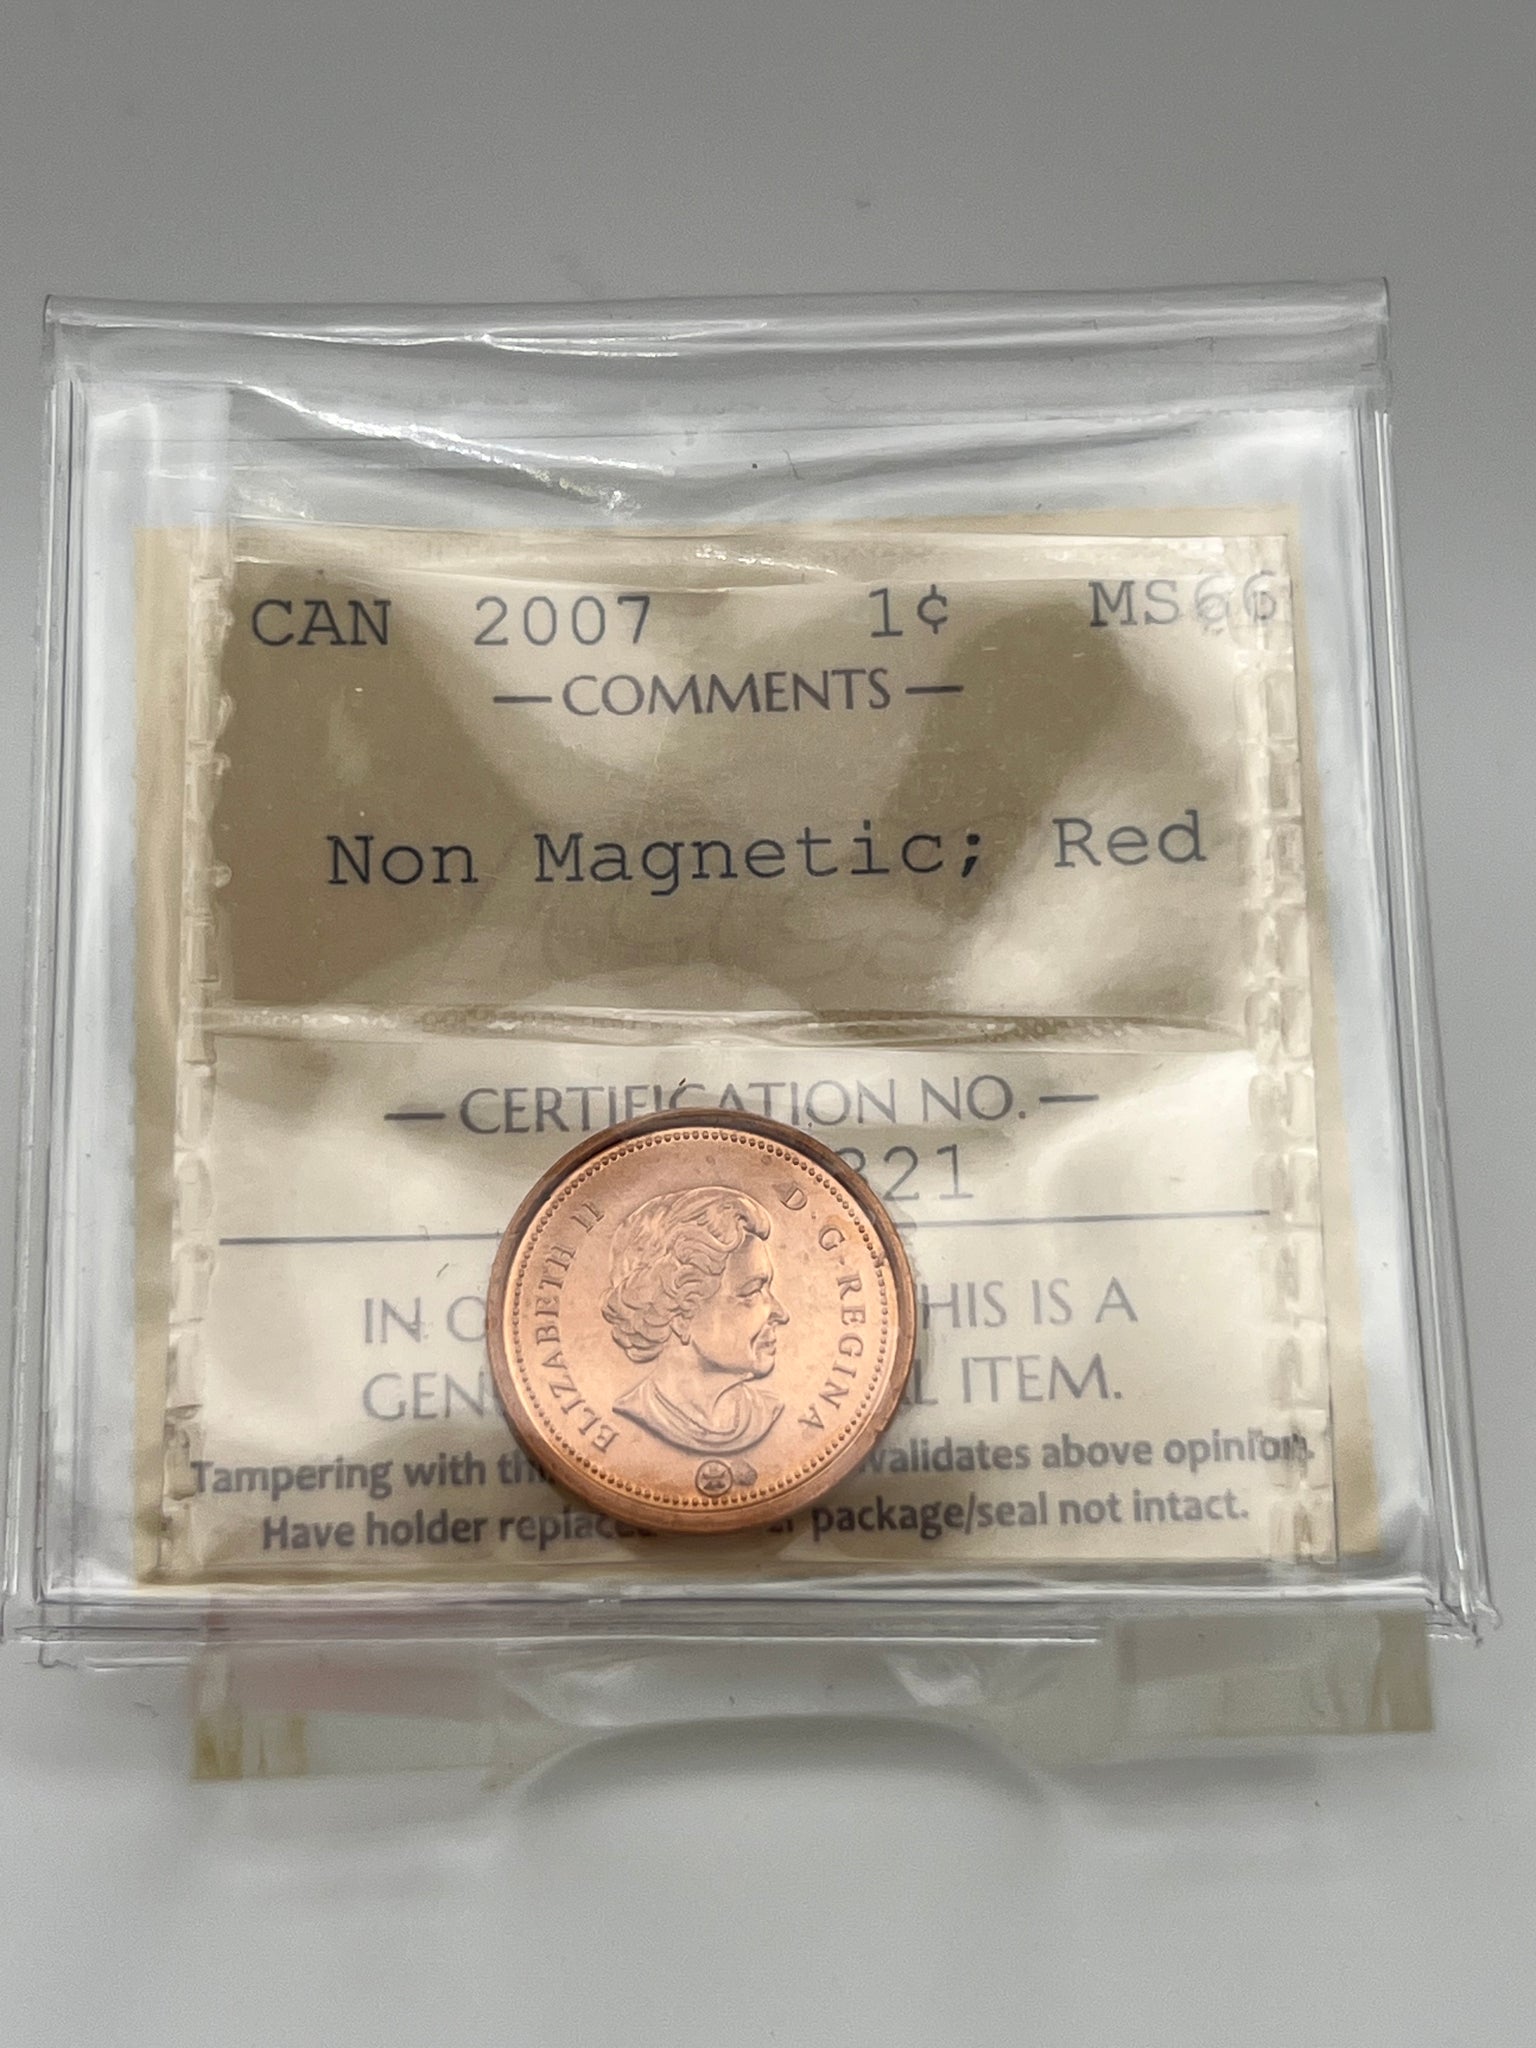 CAN 2007 1¢ MS66
— COMMENTS —
Non Magnetic; Red
— CERTIFICATION NO. —
321
IN O HIS IS A
GEN L ITEM.
Tampering with th validates above opinion.
Have holder replaced package/seal not intact.
ELIZABETH II D·G·REGINA